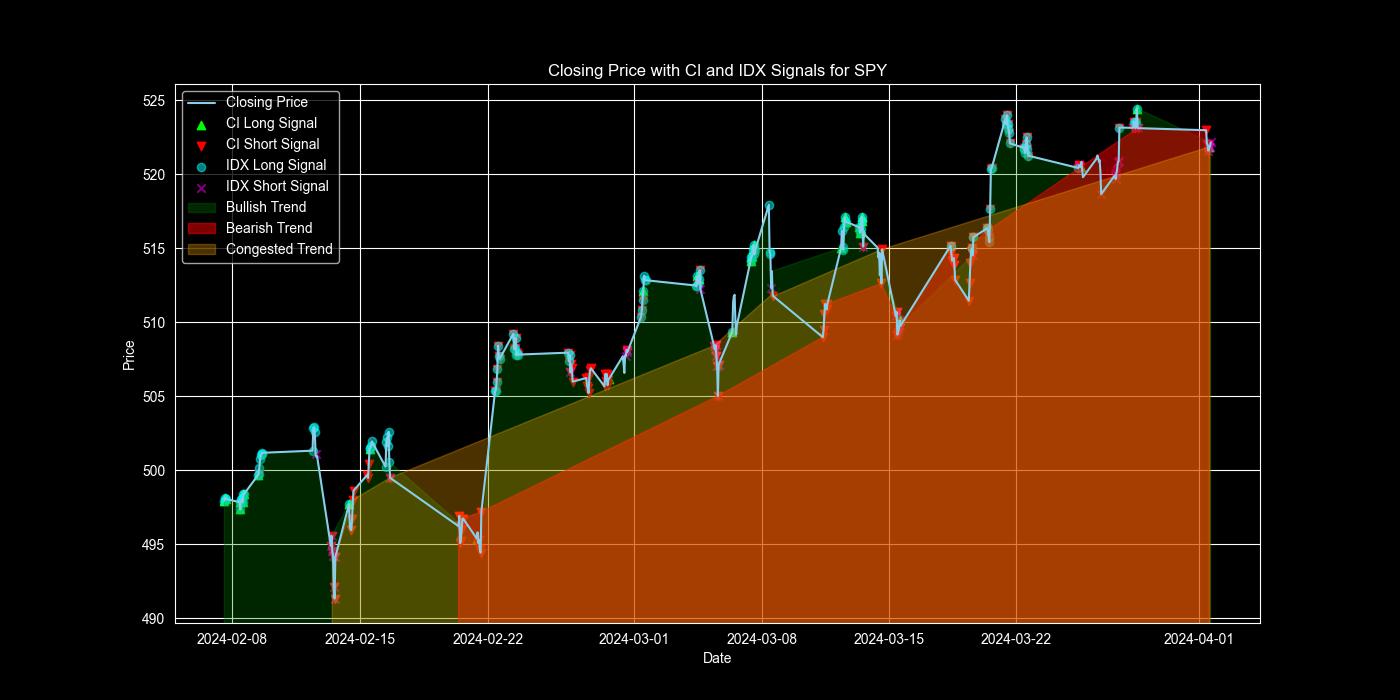 Closing Price with CI and IDX Signals for SPY
Closing Price
CI Long Signal
CI Short Signal
IDX Long Signal
IDX Short Signal
Bullish Trend
Bearish Trend
Congested Trend
525
520
515
510
505
500
495
490
Price
2024-02-08
2024-02-15
2024-02-22
2024-03-01
2024-03-08
2024-03-15
2024-03-22
2024-04-01
Date